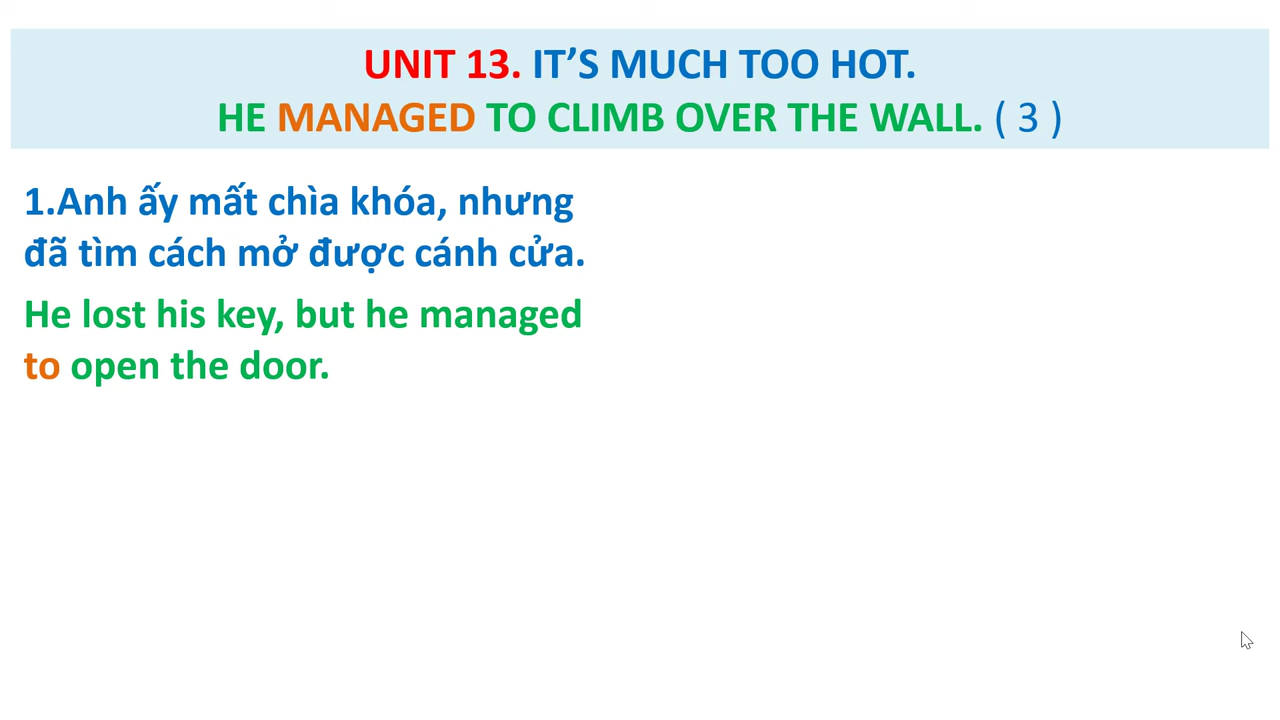 UNIT 13. IT’S MUCH TOO HOT.
HE MANAGED TO CLIMB OVER THE WALL. ( 3 )
1.Anh ấy mất chìa khóa, nhưng
đã tìm cách mở được cánh cửa.
He lost his key, but he managed
to open the door.